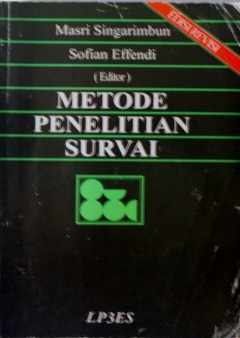 Masri Singarimbun
Sofian Effendi
( Editor )
EDISI REVISI
METODE
PENELITIAN
SURVAI
LP3ES